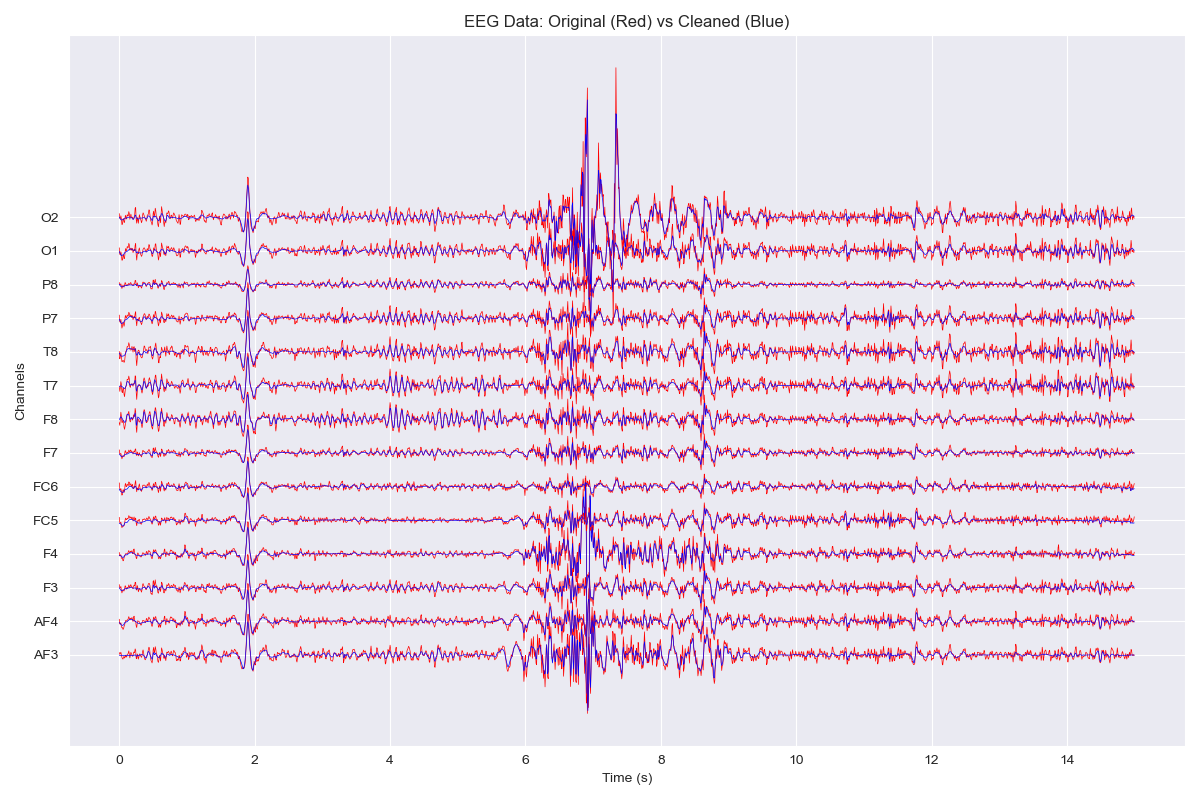 EEG Data: Original (Red) vs Cleaned (Blue)
O2
O1
P8
P7
T8
T7
F8
F7
FC6
FC5
F4
F3
AF4
AF3
Channels
0 2 4 6 8 10 12 14
Time (s)